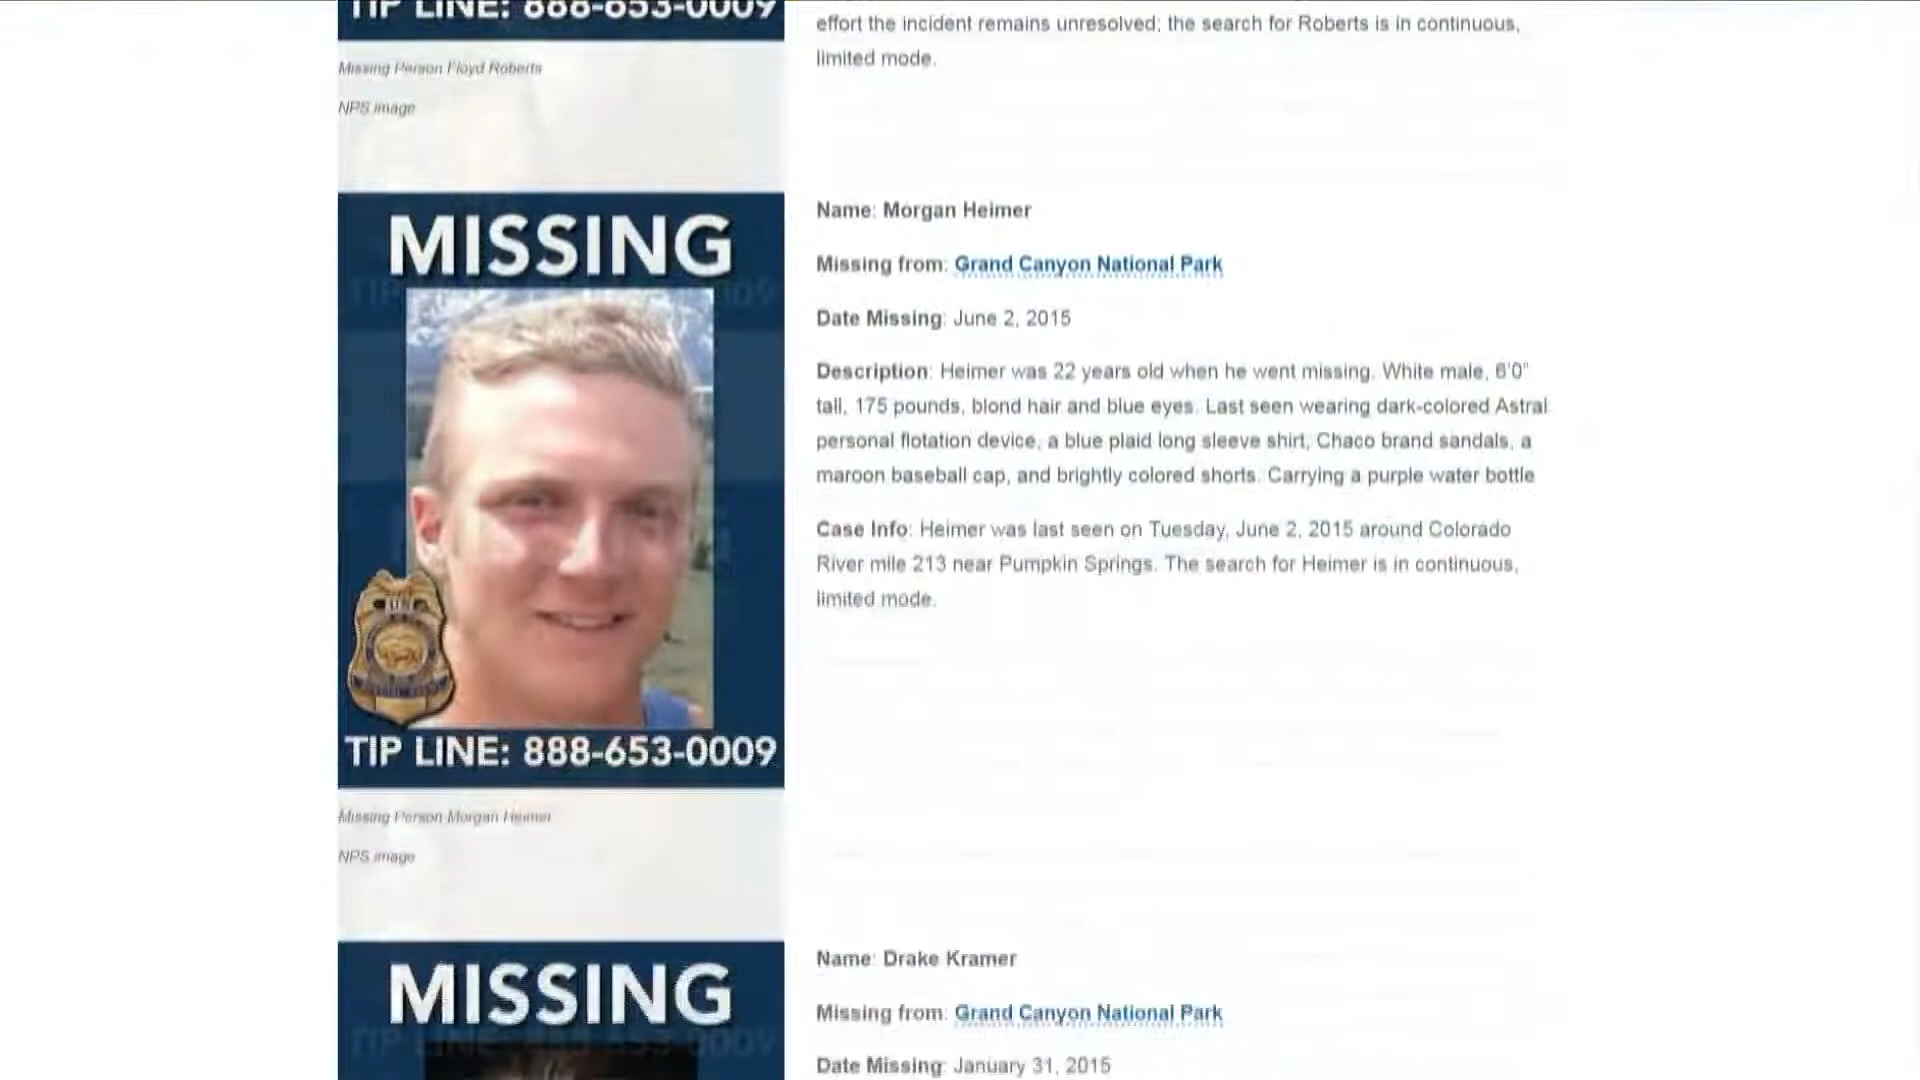 TIP LINE: 888-653-0009
Missing Person Floyd Roberts
NPS image
effort the incident remains unresolved; the search for Roberts is in continuous,
limited mode.
MISSING
TIP LINE: 888-653-0009
Missing Person Morgan Heimer
NPS image
Name: Morgan Heimer
Missing from: Grand Canyon National Park
Date Missing: June 2, 2015
Description: Heimer was 22 years old when he went missing. White male, 6'0"
tall, 175 pounds, blond hair and blue eyes. Last seen wearing dark-colored Astral
personal flotation device, a blue plaid long sleeve shirt, Chaco brand sandals, a
maroon baseball cap, and brightly colored shorts. Carrying a purple water bottle
Case Info: Heimer was last seen on Tuesday, June 2, 2015 around Colorado
River mile 213 near Pumpkin Springs. The search for Heimer is in continuous,
limited mode.
MISSING
Name: Drake Kramer
Missing from: Grand Canyon National Park
Date Missing: January 31, 2015